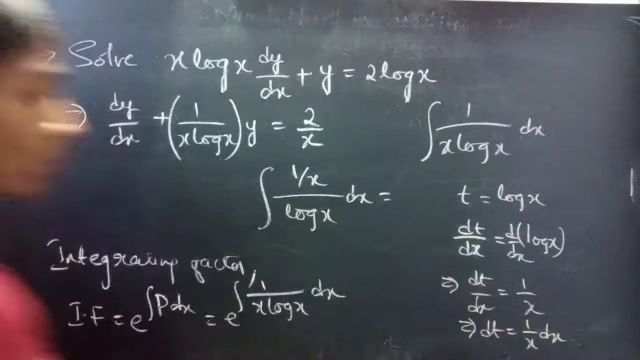 Solve x log x dy/dx + y = 2 log x
⇒ dy/dx + (1/(x log x)) y = 2/x
∫ 1/(x log x) dx
∫ (1/x)/(log x) dx =
t = log x
dt/dx = d/dx (log x)
⇒ dt/dx = 1/x
⇒ dt = 1/x dx
Integrating factor
I.F = e^∫P dx = e^∫ 1/(x log x) dx